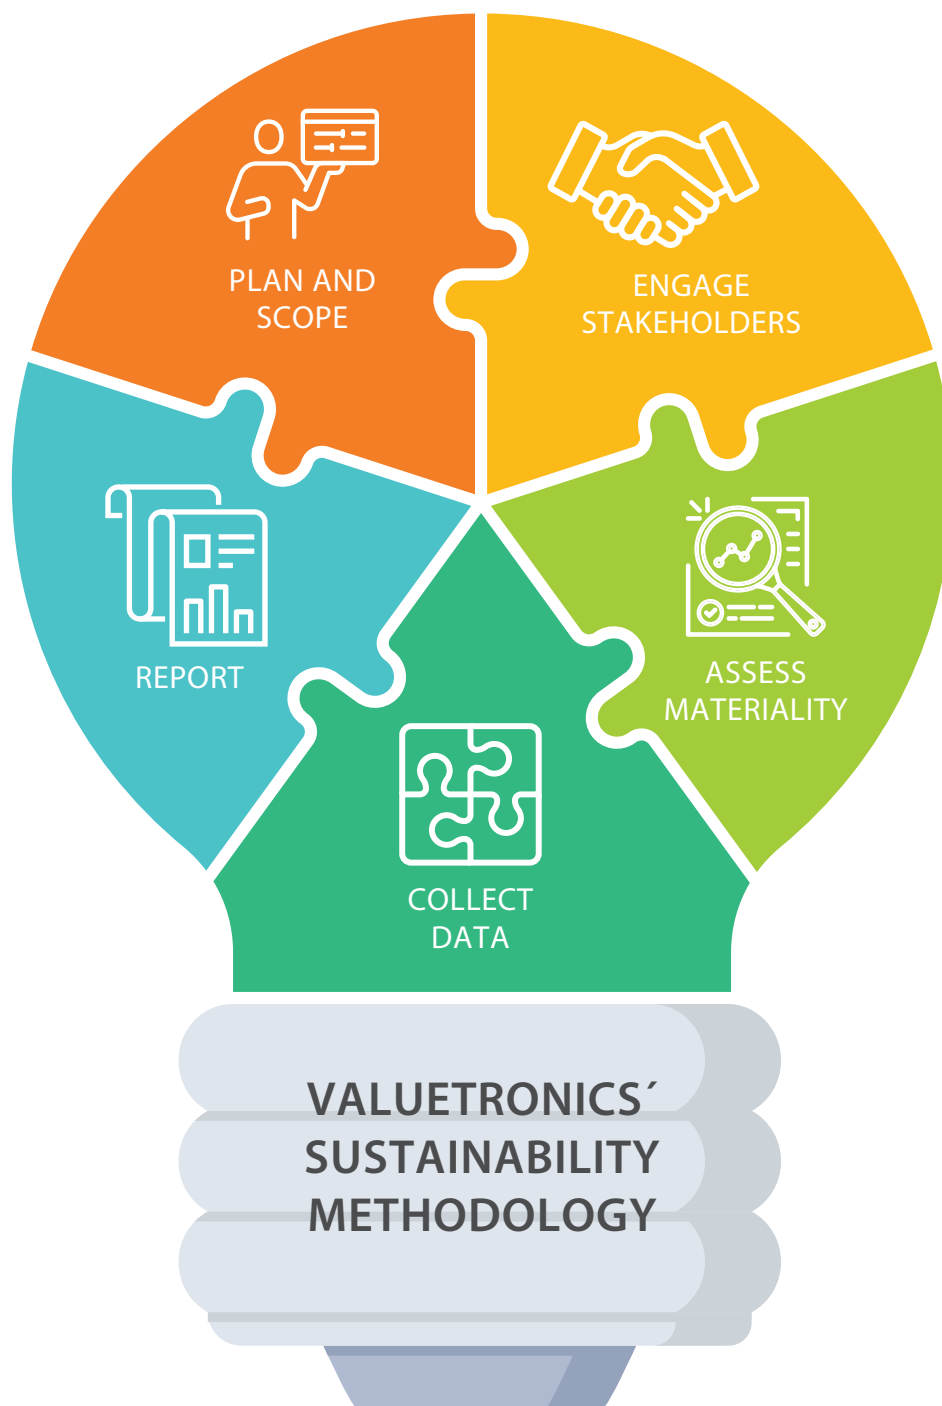 PLAN AND
SCOPE
ENGAGE
STAKEHOLDERS
REPORT
ASSESS
MATERIALITY
COLLECT
DATA
VALUETRONICS´
SUSTAINABILITY
METHODOLOGY